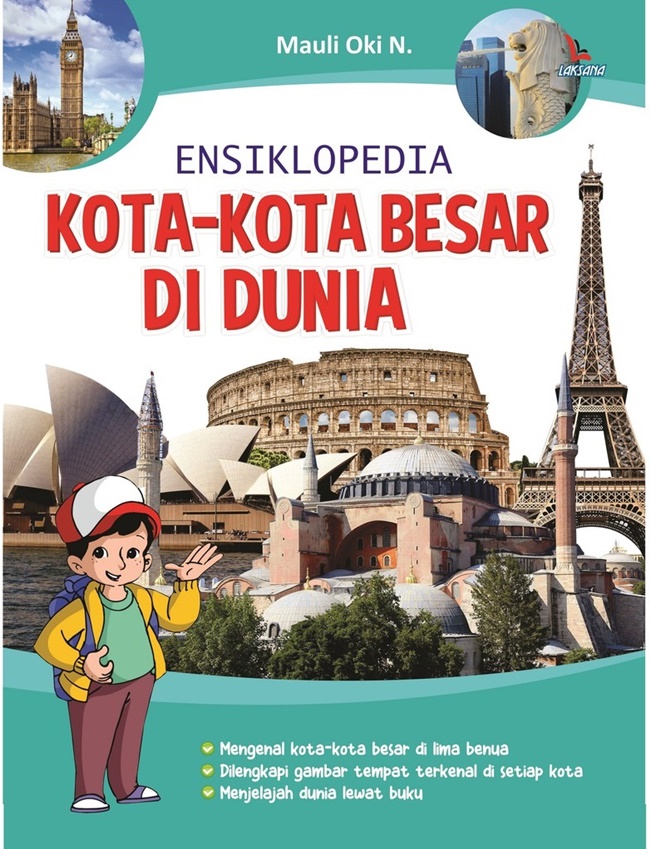 Mauli Oki N.
LAKSANA
ENSIKLOPEDIA
KOTA-KOTA BESAR
DI DUNIA
Mengenal kota-kota besar di lima benua
Dilengkapi gambar tempat terkenal di setiap kota
Menjelajah dunia lewat buku